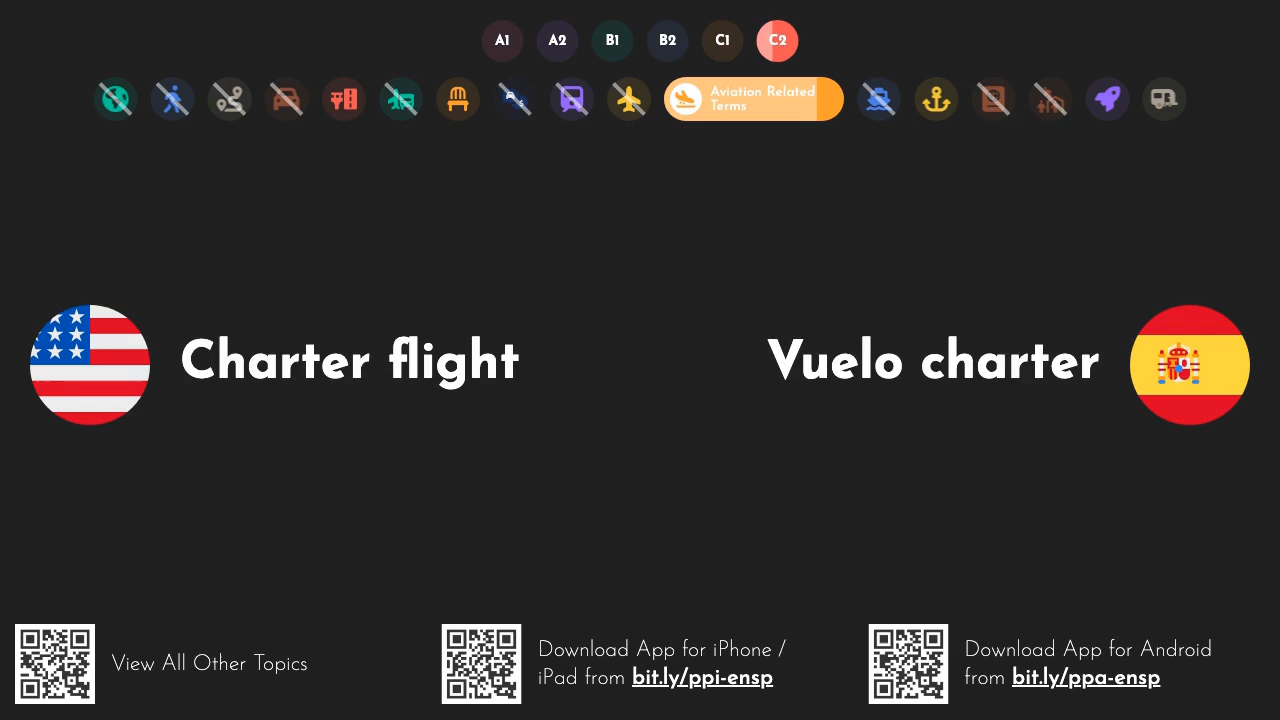 A1 A2 B1 B2 C1 C2
Aviation Related
Terms
Charter flight
Vuelo charter
View All Other Topics
Download App for iPhone /
iPad from bit.ly/ppi-ensp
Download App for Android
from bit.ly/ppa-ensp